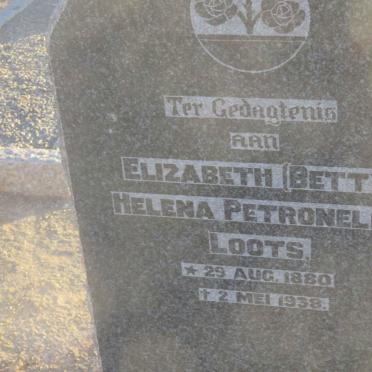 Ter Gedagtenis
aan
Elizabeth (Bett
Helena Petronel
Loots,
★ 29 Aug. 1880
† 2 Mei 1938.